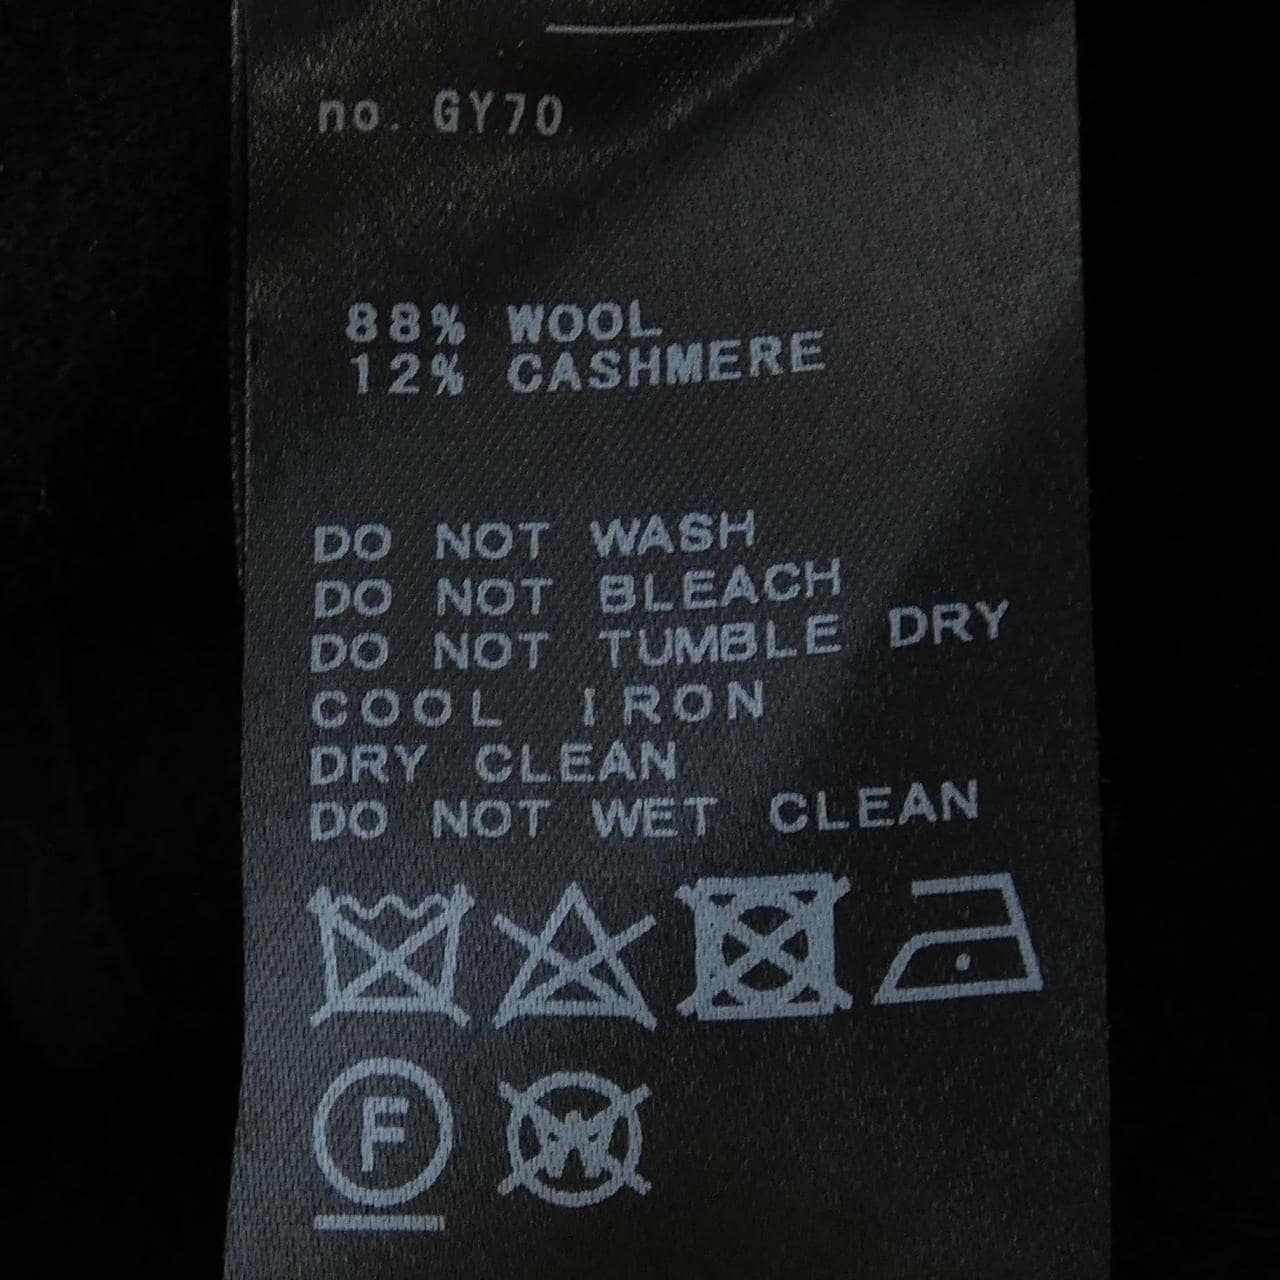 no. GY70
88% WOOL
12% CASHMERE
DO NOT WASH
DO NOT BLEACH
DO NOT TUMBLE DRY
COOL IRON
DRY CLEAN
DO NOT WET CLEAN
F W